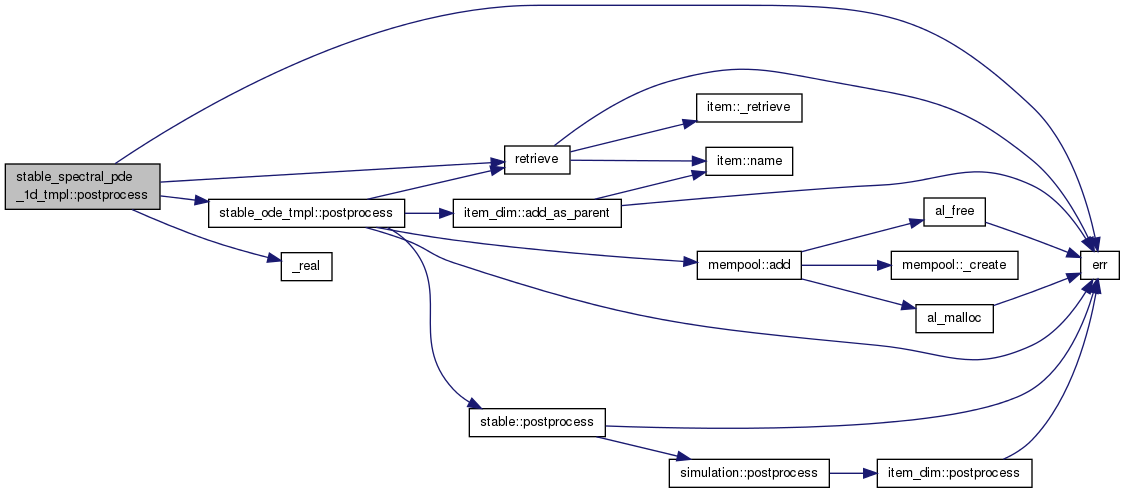 stable_spectral_pde
_1d_tmpl::postprocess
retrieve
item::_retrieve
item::name
stable_ode_tmpl::postprocess
item_dim::add_as_parent
al_free
_real
mempool::add
mempool::_create
err
al_malloc
stable::postprocess
simulation::postprocess
item_dim::postprocess